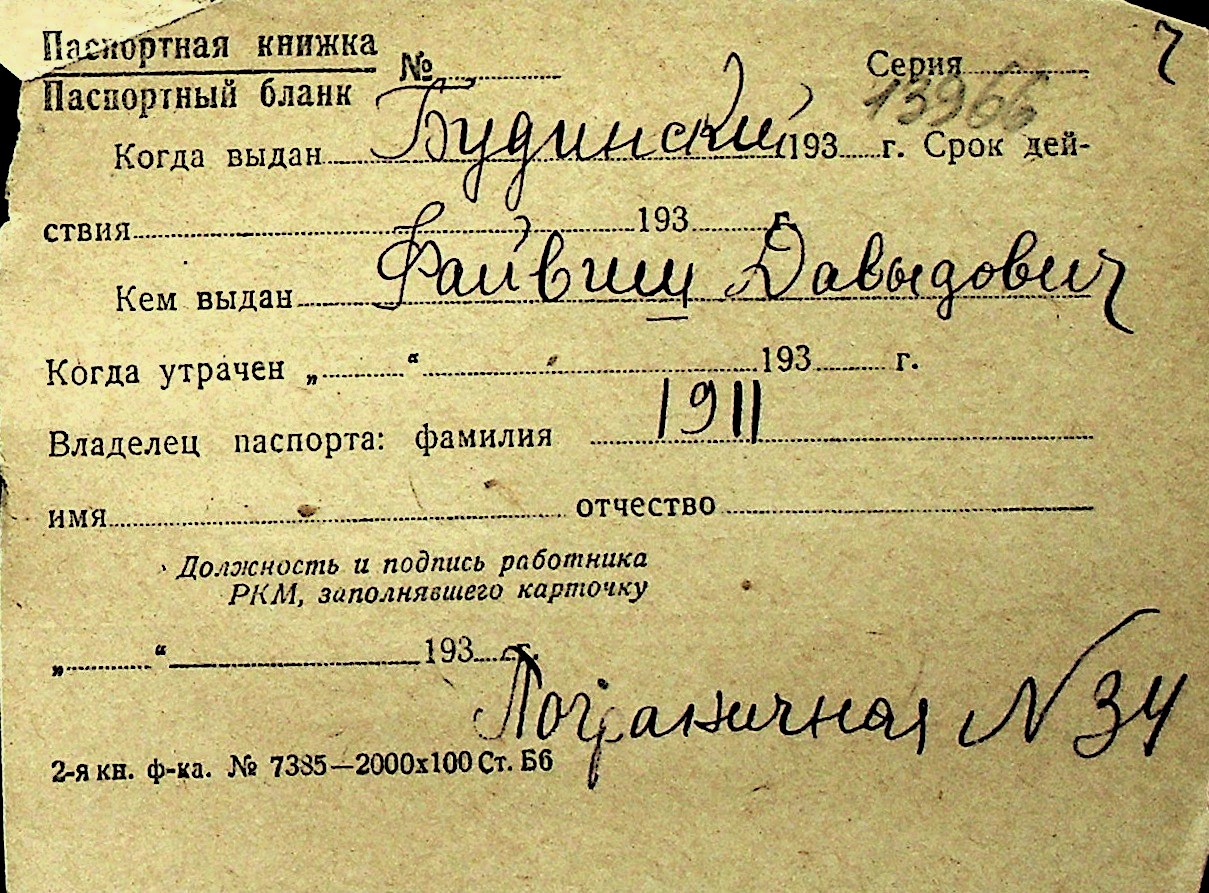 Паспортная книжка
Паспортный бланк № Серия 7
13966
Когда выдан Будинский 193 г. Срок дей-
ствия 193 г.
Кем выдан Файвиш Давыдович
Когда утрачен „ “ 193 г.
Владелец паспорта: фамилия 1911
имя отчество
Должность и подпись работника
РКМ, заполнявшего карточку
„ “ 193 г.
Пограничная № 34
2-я кн. ф-ка. № 7385—2000х100 Ст. Б6